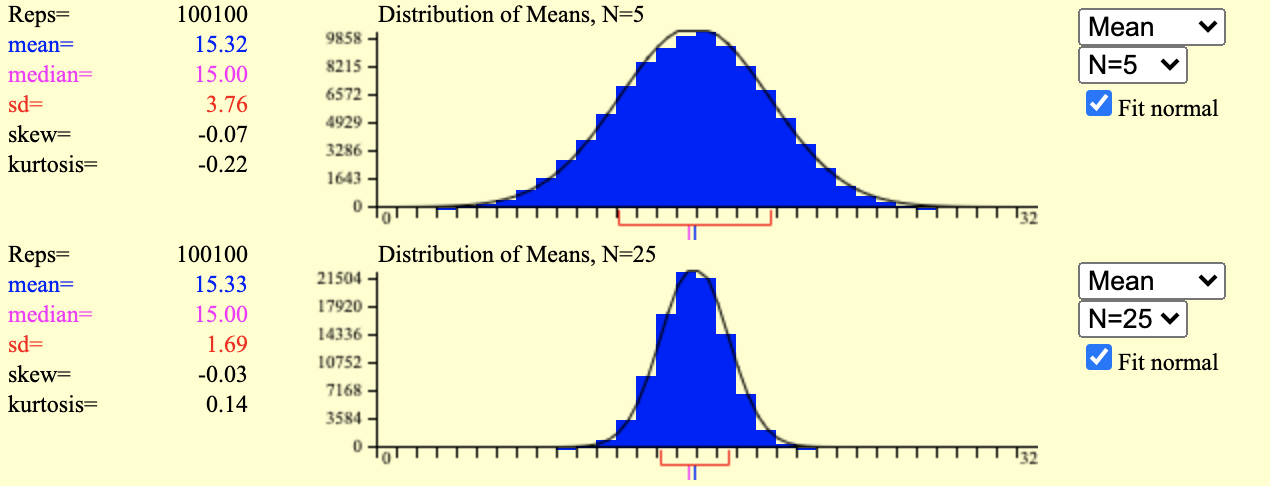 Reps= 100100
mean= 15.32
median= 15.00
sd= 3.76
skew= -0.07
kurtosis= -0.22
Distribution of Means, N=5
9858
8215
6572
4929
3286
1643
0
0 32
Mean
N=5
Fit normal
Reps= 100100
mean= 15.33
median= 15.00
sd= 1.69
skew= -0.03
kurtosis= 0.14
Distribution of Means, N=25
21504
17920
14336
10752
7168
3584
0
0 32
Mean
N=25
Fit normal